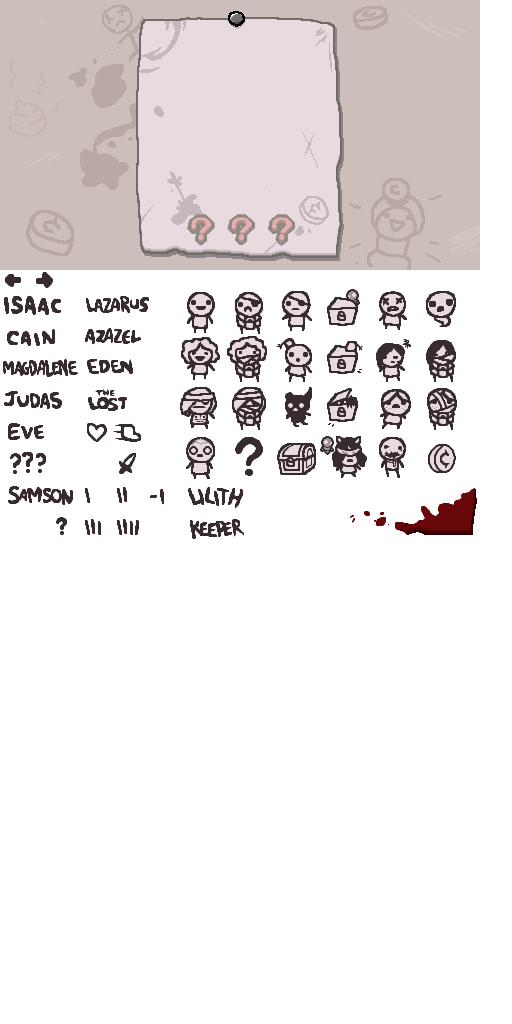 ? ? ?
ISAAC LAZARUS
CAIN AZAZEL
MAGDALENE EDEN
JUDAS THE LOST
EVE
???
?
SAMSON I II -I LILITH
? III IIII KEEPER